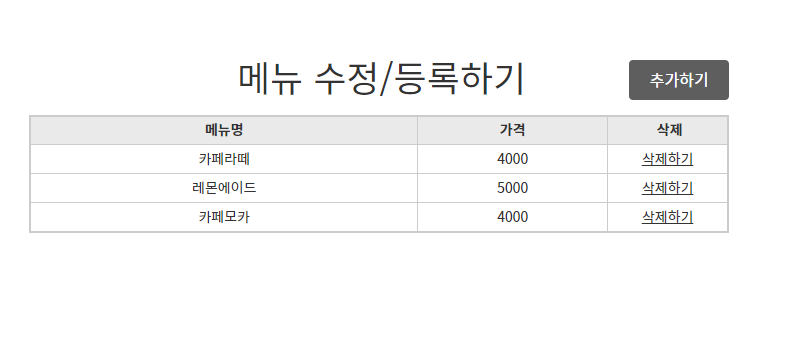 메뉴 수정/등록하기
추가하기
메뉴명 가격 삭제
카페라떼 4000 삭제하기
레몬에이드 5000 삭제하기
카페모카 4000 삭제하기